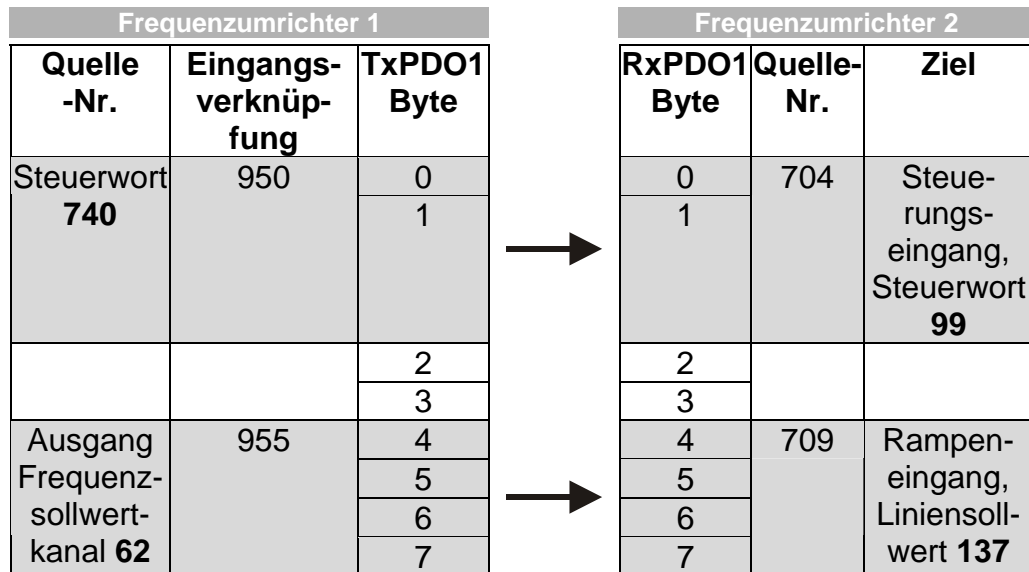 Frequenzumrichter 1
Quelle
-Nr.
Eingangs-
verknüp-
fung
TxPDO1
Byte
Steuerwort
740
950
0
1
2
3
Ausgang
Frequenz-
sollwert-
kanal 62
955
4
5
6
7
Frequenzumrichter 2
RxPDO1
Byte
Quelle-
Nr.
Ziel
0
1
704
Steue-
rungs-
eingang,
Steuerwort
99
2
3
4
5
6
7
709
Rampen-
eingang,
Liniensoll-
wert 137